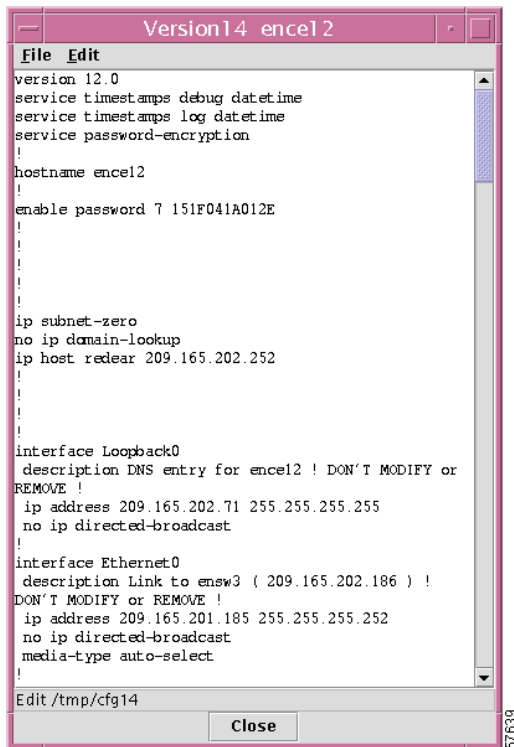 Version14 ence12
File Edit
version 12.0
service timestamps debug datetime
service timestamps log datetime
service password-encryption
!
hostname ence12
!
enable password 7 151F041A012E
!
!
!
!
!
ip subnet-zero
no ip domain-lookup
ip host redear 209.165.202.252
!
!
!
!
interface Loopback0
description DNS entry for ence12 ! DON'T MODIFY or
REMOVE !
ip address 209.165.202.71 255.255.255.255
no ip directed-broadcast
!
interface Ethernet0
description Link to ensw3 ( 209.165.202.186 ) !
DON'T MODIFY or REMOVE !
ip address 209.165.201.185 255.255.255.252
no ip directed-broadcast
media-type auto-select
!
Edit /tmp/cfg14
Close
57639